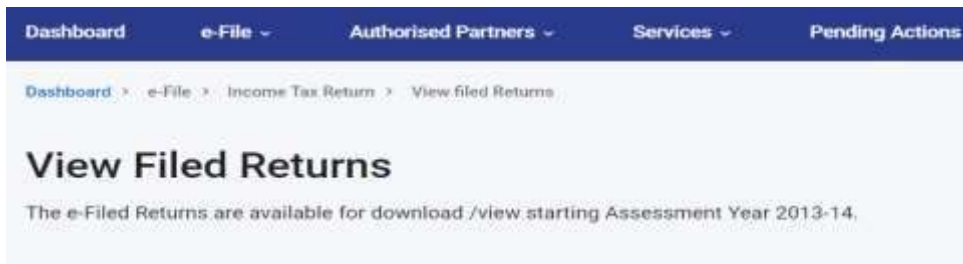 Dashboard e-File Authorised Partners Services Pending Actions
Dashboard > e-File > Income Tax Return > View filed Returns
View Filed Returns
The e-Filed Returns are available for download /view starting Assessment Year 2013-14.